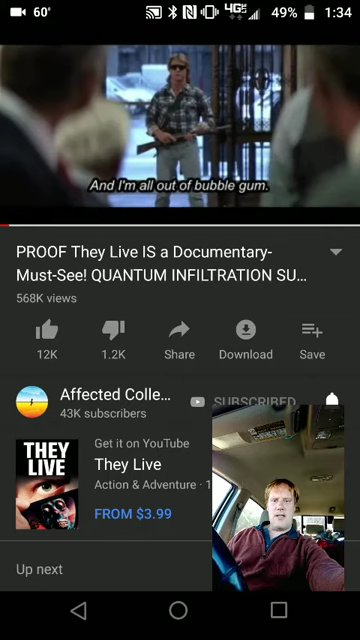 60°
4G
49%
1:34
And I'm all out of bubble gum.
PROOF They Live IS a Documentary-
Must-See! QUANTUM INFILTRATION SU...
568K views
12K
1.2K
Share
Download
Save
Affected Colle...
SUBSCRIBED
43K subscribers
THEY
LIVE
Get it on YouTube
They Live
Action & Adventure · 1
FROM $3.99
Up next